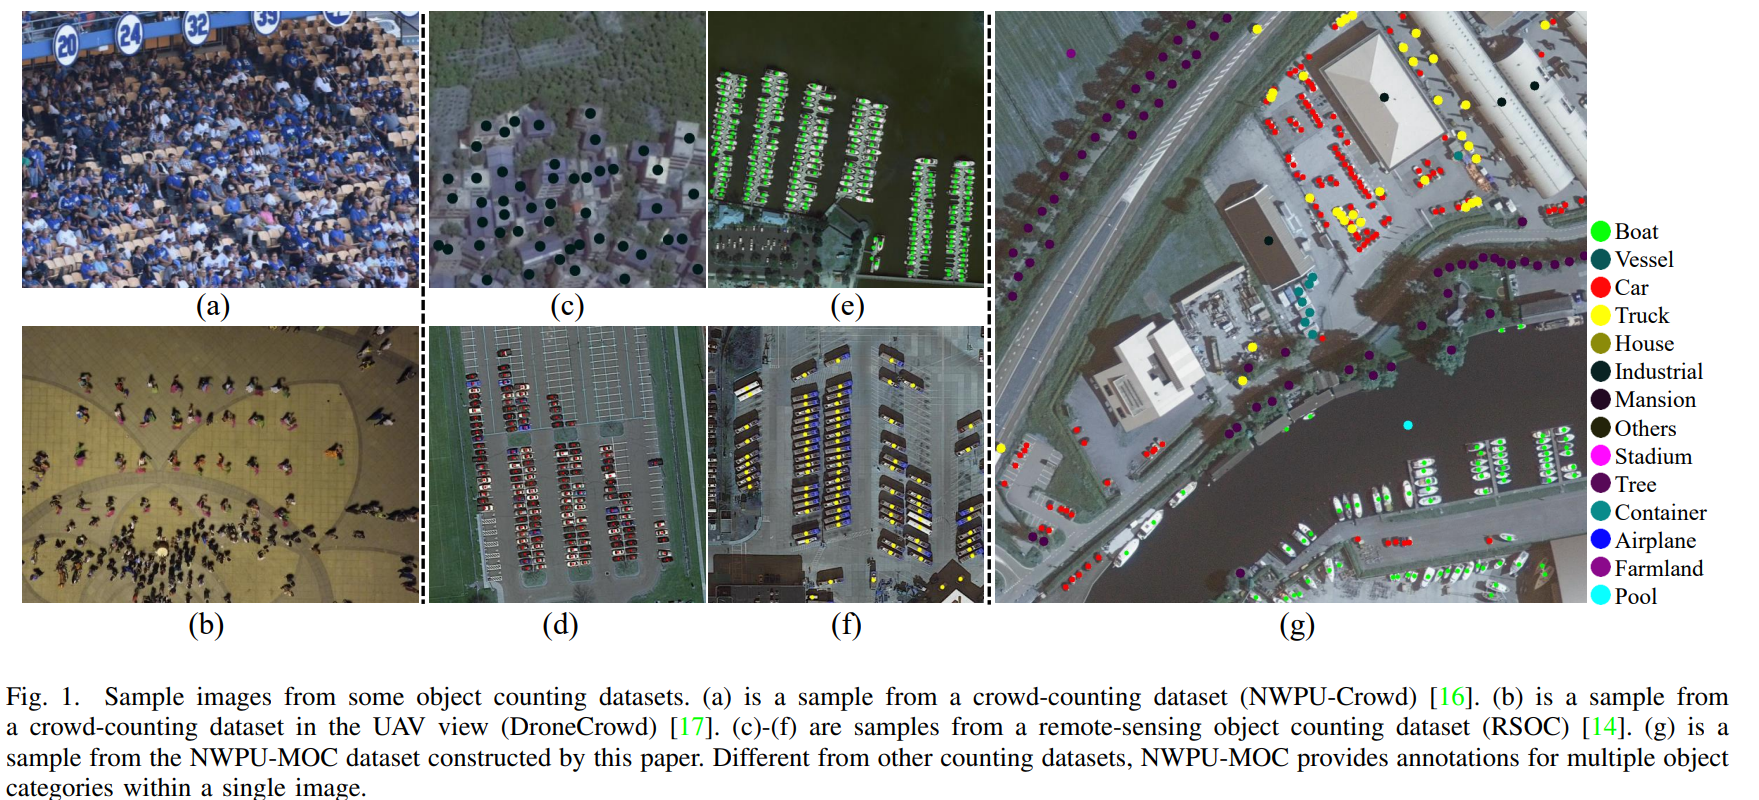 20 24 32 39
(a)
(c)
(e)
(b)
(d)
(f)
(g)
Boat
Vessel
Car
Truck
House
Industrial
Mansion
Others
Stadium
Tree
Container
Airplane
Farmland
Pool
Fig. 1. Sample images from some object counting datasets. (a) is a sample from a crowd-counting dataset (NWPU-Crowd) [16]. (b) is a sample from
a crowd-counting dataset in the UAV view (DroneCrowd) [17]. (c)-(f) are samples from a remote-sensing object counting dataset (RSOC) [14]. (g) is a
sample from the NWPU-MOC dataset constructed by this paper. Different from other counting datasets, NWPU-MOC provides annotations for multiple object
categories within a single image.